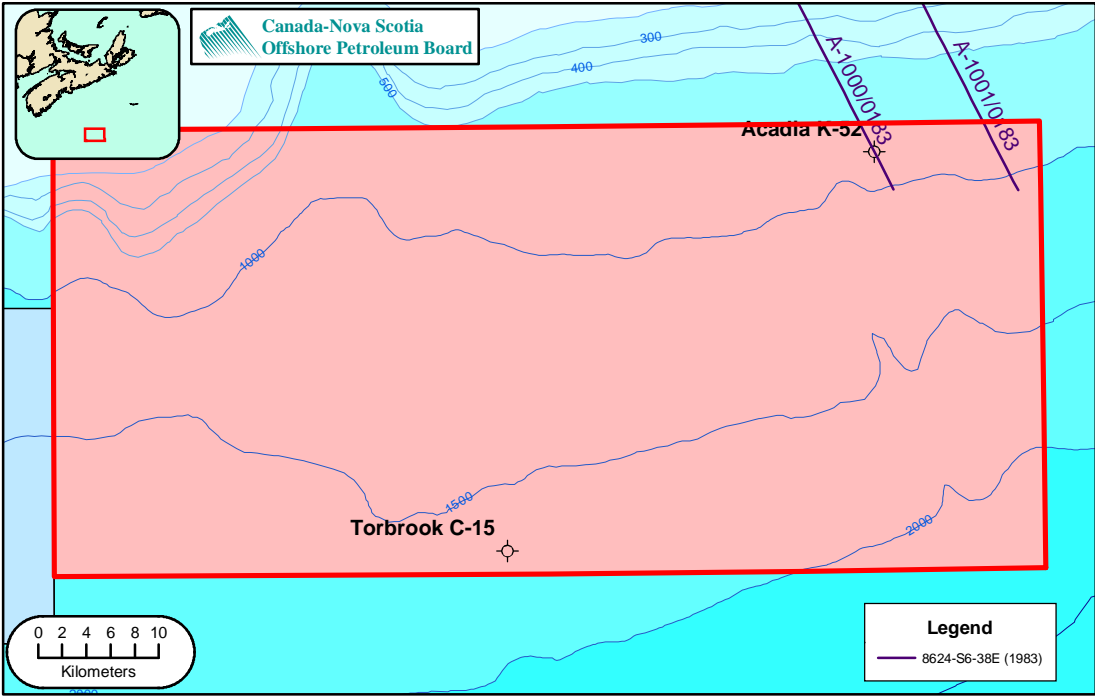 Canada-Nova Scotia
Offshore Petroleum Board
300
400
500
A-1000/0183
A-1001/0183
Acadia K-52
1000
1500
Torbrook C-15
2000
0 2 4 6 8 10
Kilometers
Legend
8624-S6-38E (1983)